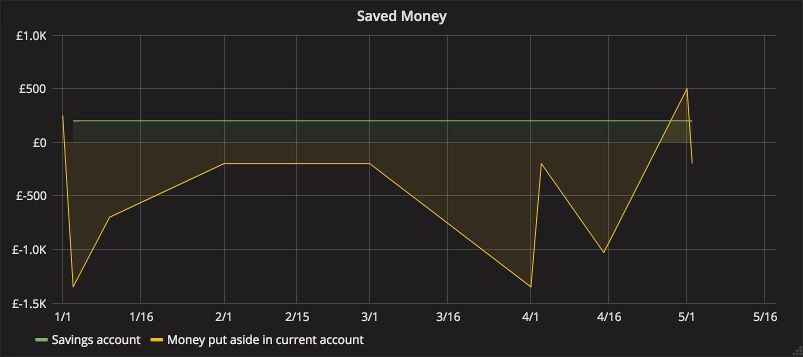 Saved Money
£1.0K
£500
£0
£-500
£-1.0K
£-1.5K
1/1 1/16 2/1 2/15 3/1 3/16 4/1 4/16 5/1 5/16
Savings account Money put aside in current account